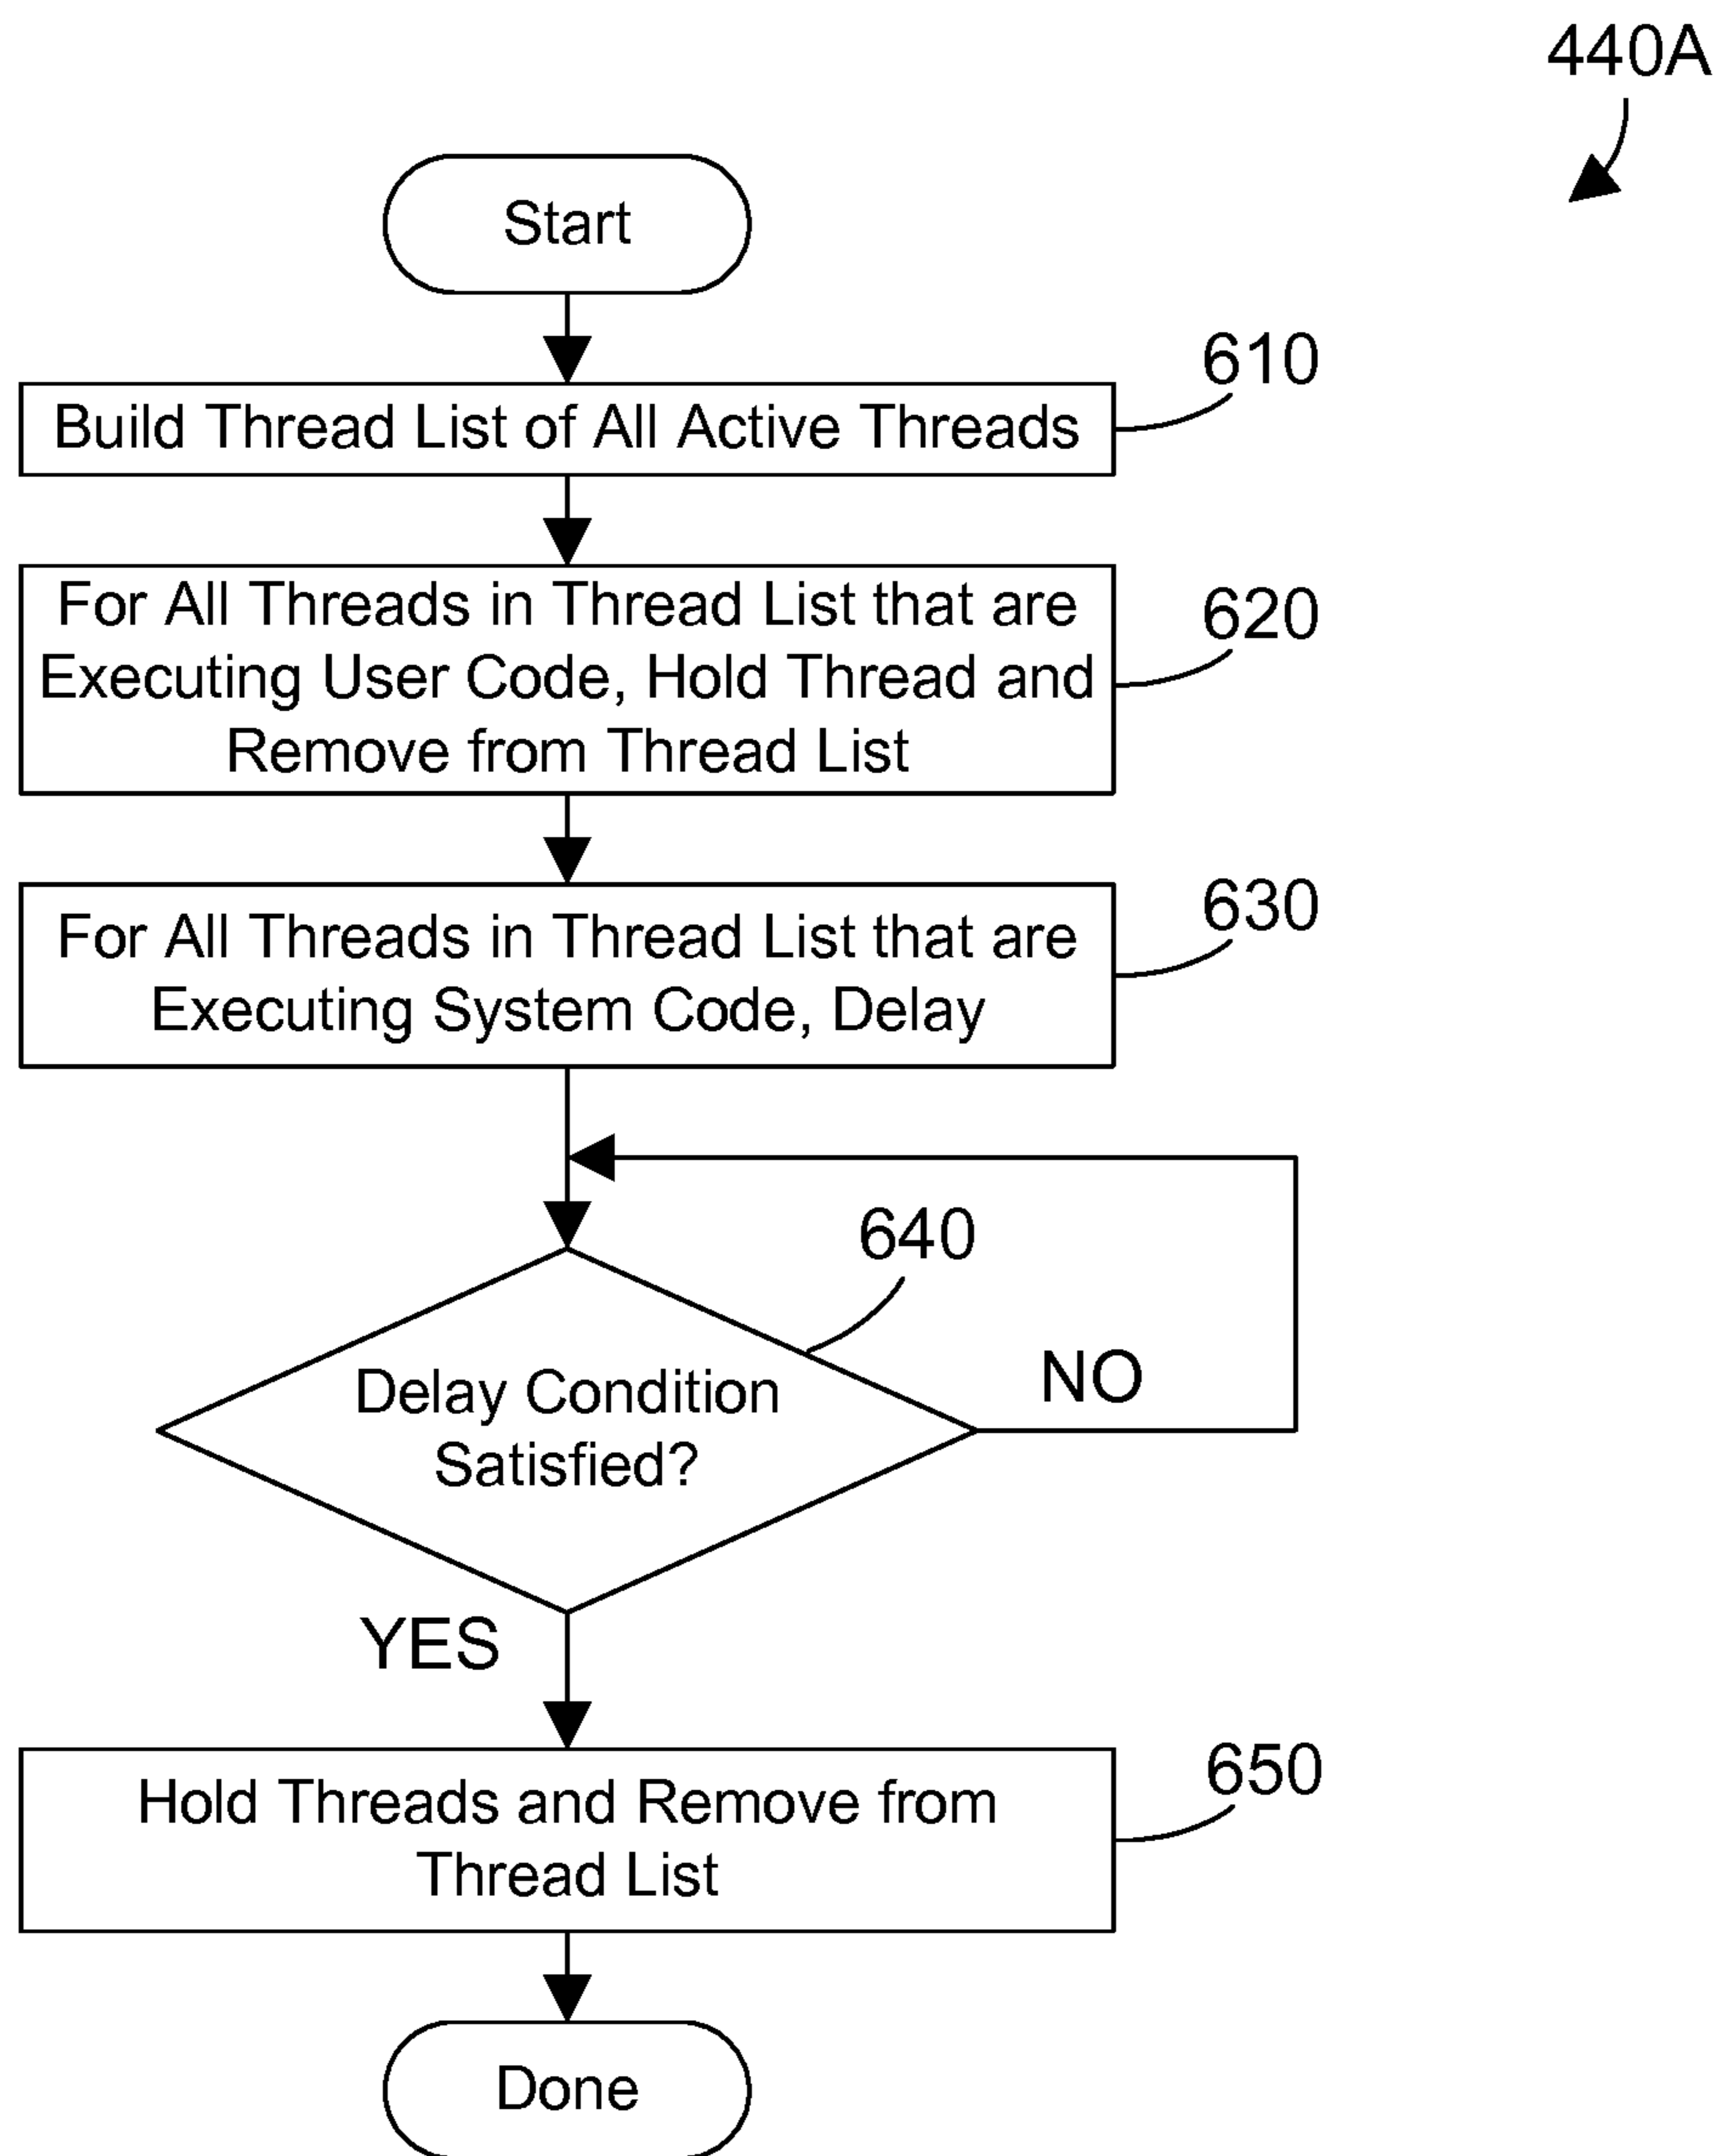 440A
Start
610
Build Thread List of All Active Threads
620
For All Threads in Thread List that are
Executing User Code, Hold Thread and
Remove from Thread List
630
For All Threads in Thread List that are
Executing System Code, Delay
640
Delay Condition
Satisfied?
NO
YES
650
Hold Threads and Remove from
Thread List
Done